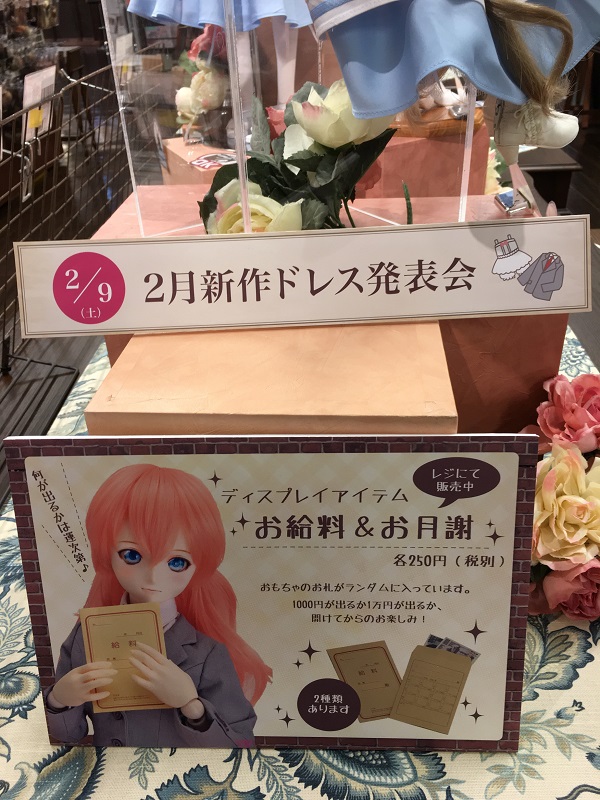 2/9
(土)
2月新作ドレス発表会
何が出るかは運次第♪
レジにて
販売中
ディスプレイアイテム
お給料&お月謝
各250円(税別)
おもちゃのお札がランダムに入っています。
1000円が出るか1万円が出るか、
開けてからのお楽しみ!
給料
給料
2種類
あります